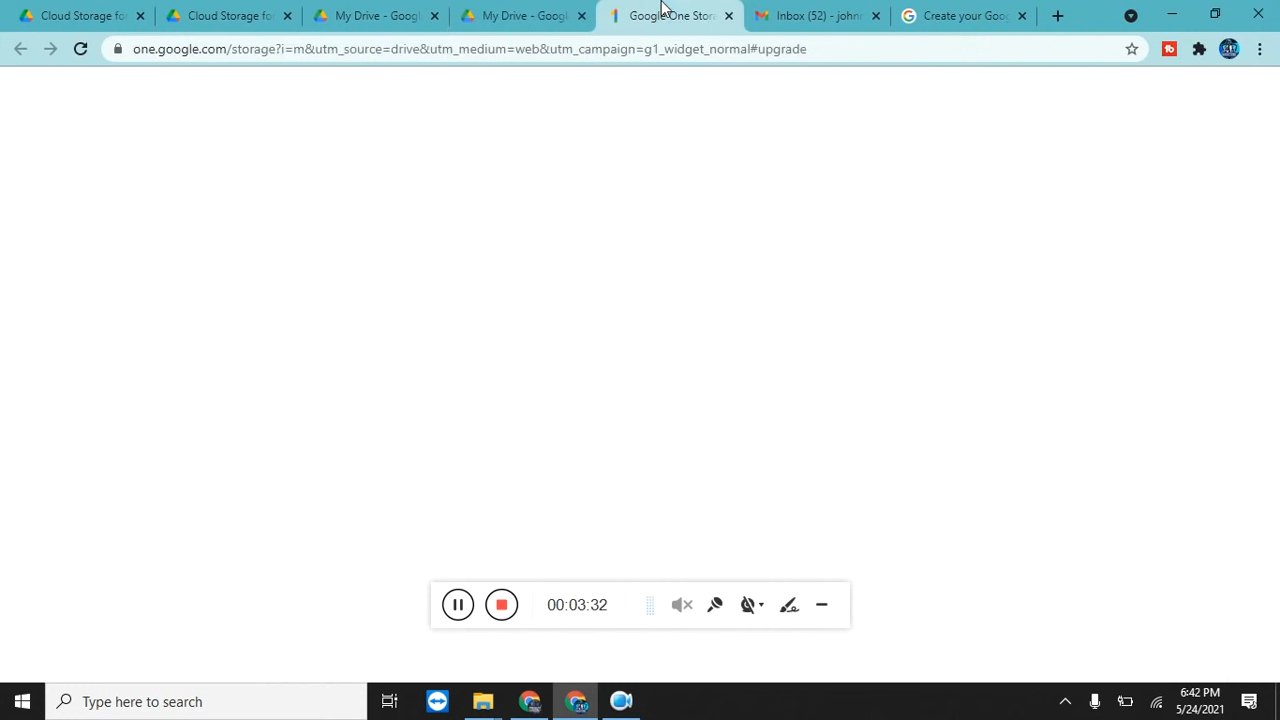 Cloud Storage fo
Cloud Storage for
My Drive - Googl
My Drive - Googl
Google One Stor
Inbox (52) - john
Create your Goog
one.google.com/storage?i=m&utm_source=drive&utm_medium=web&utm_campaign=g1_widget_normal#upgrade
00:03:32
Type here to search
6:42 PM
5/24/2021